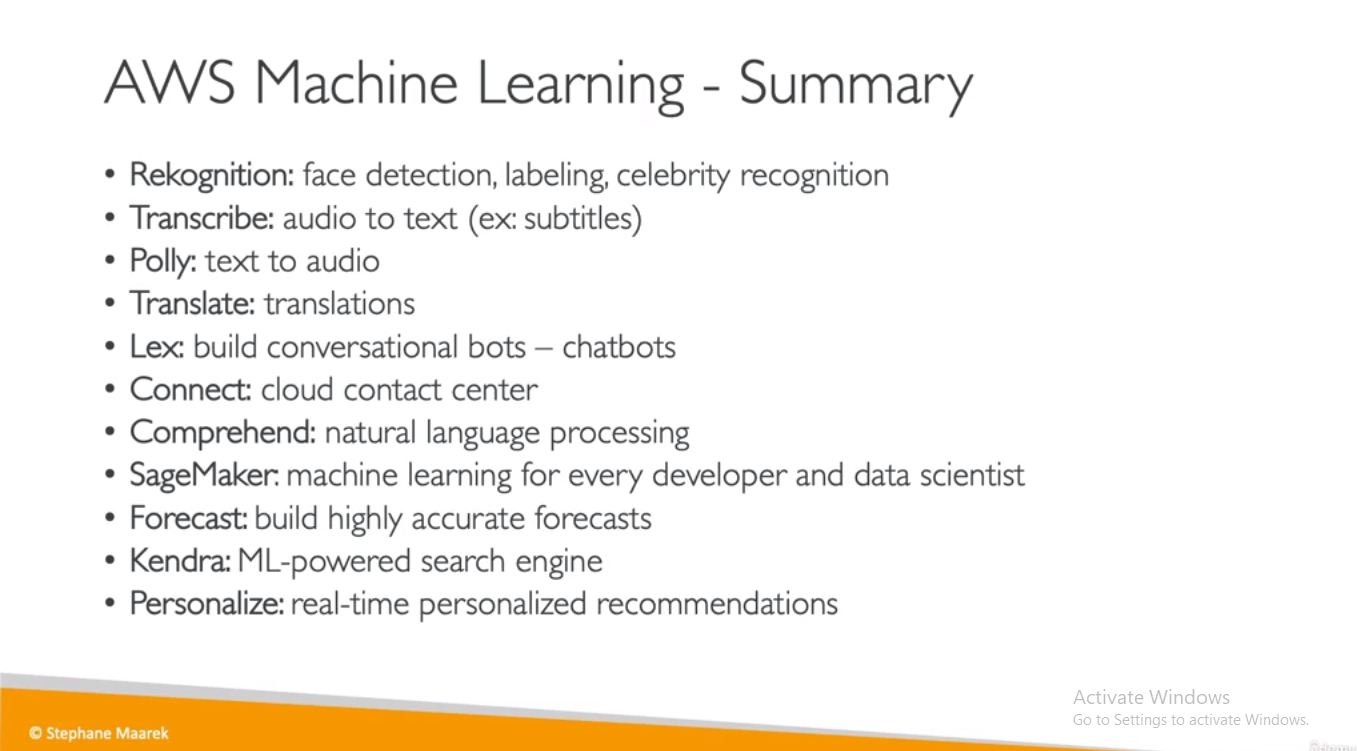 AWS Machine Learning - Summary
• Rekognition: face detection, labeling, celebrity recognition
• Transcribe: audio to text (ex: subtitles)
• Polly: text to audio
• Translate: translations
• Lex: build conversational bots – chatbots
• Connect: cloud contact center
• Comprehend: natural language processing
• SageMaker: machine learning for every developer and data scientist
• Forecast: build highly accurate forecasts
• Kendra: ML-powered search engine
• Personalize: real-time personalized recommendations
Activate Windows
Go to Settings to activate Windows.
© Stephane Maarek